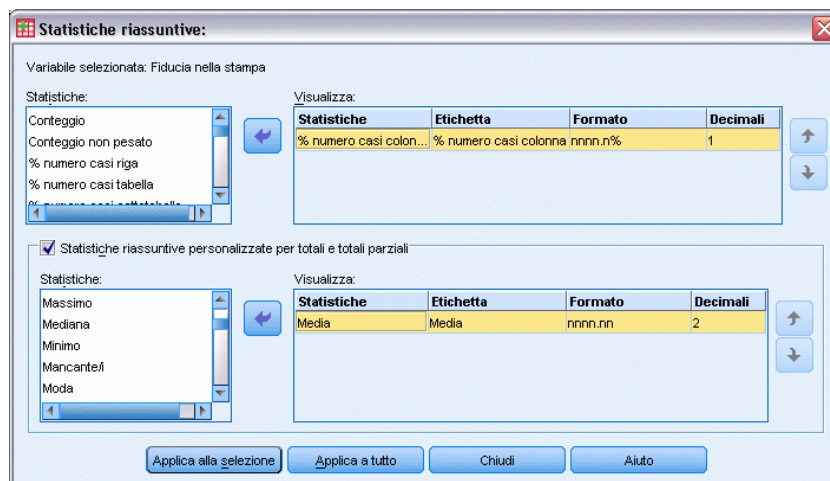 Statistiche riassuntive:
Variabile selezionata: Fiducia nella stampa
Statistiche:
Conteggio
Conteggio non pesato
% numero casi riga
% numero casi tabella
% numero casi sottotabella
Visualizza:
Statistiche Etichetta Formato Decimali
% numero casi colon... % numero casi colonna nnnn.n% 1
Statistiche riassuntive personalizzate per totali e totali parziali
Statistiche:
Massimo
Mediana
Minimo
Mancante/i
Moda
Visualizza:
Statistiche Etichetta Formato Decimali
Media Media nnnn.nn 2
Applica alla selezione Applica a tutto Chiudi Aiuto